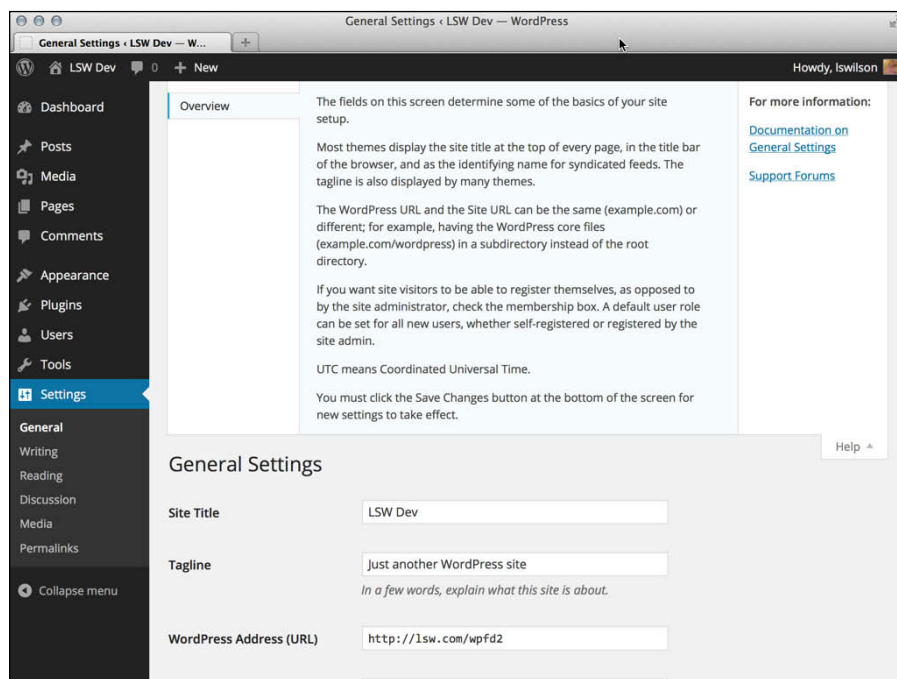 General Settings ‹ LSW Dev — WordPress
General Settings ‹ LSW Dev — W...
+
LSW Dev
0
+ New
Howdy, lswilson
Dashboard
Posts
Media
Pages
Comments
Appearance
Plugins
Users
Tools
Settings
General
Writing
Reading
Discussion
Media
Permalinks
Collapse menu
Overview
The fields on this screen determine some of the basics of your site
setup.
Most themes display the site title at the top of every page, in the title bar
of the browser, and as the identifying name for syndicated feeds. The
tagline is also displayed by many themes.
The WordPress URL and the Site URL can be the same (example.com) or
different; for example, having the WordPress core files
(example.com/wordpress) in a subdirectory instead of the root
directory.
If you want site visitors to be able to register themselves, as opposed to
by the site administrator, check the membership box. A default user role
can be set for all new users, whether self-registered or registered by the
site admin.
UTC means Coordinated Universal Time.
You must click the Save Changes button at the bottom of the screen for
new settings to take effect.
For more information:
Documentation on
General Settings
Support Forums
Help
General Settings
Site Title
LSW Dev
Tagline
Just another WordPress site
In a few words, explain what this site is about.
WordPress Address (URL)
http://lsw.com/wpfd2